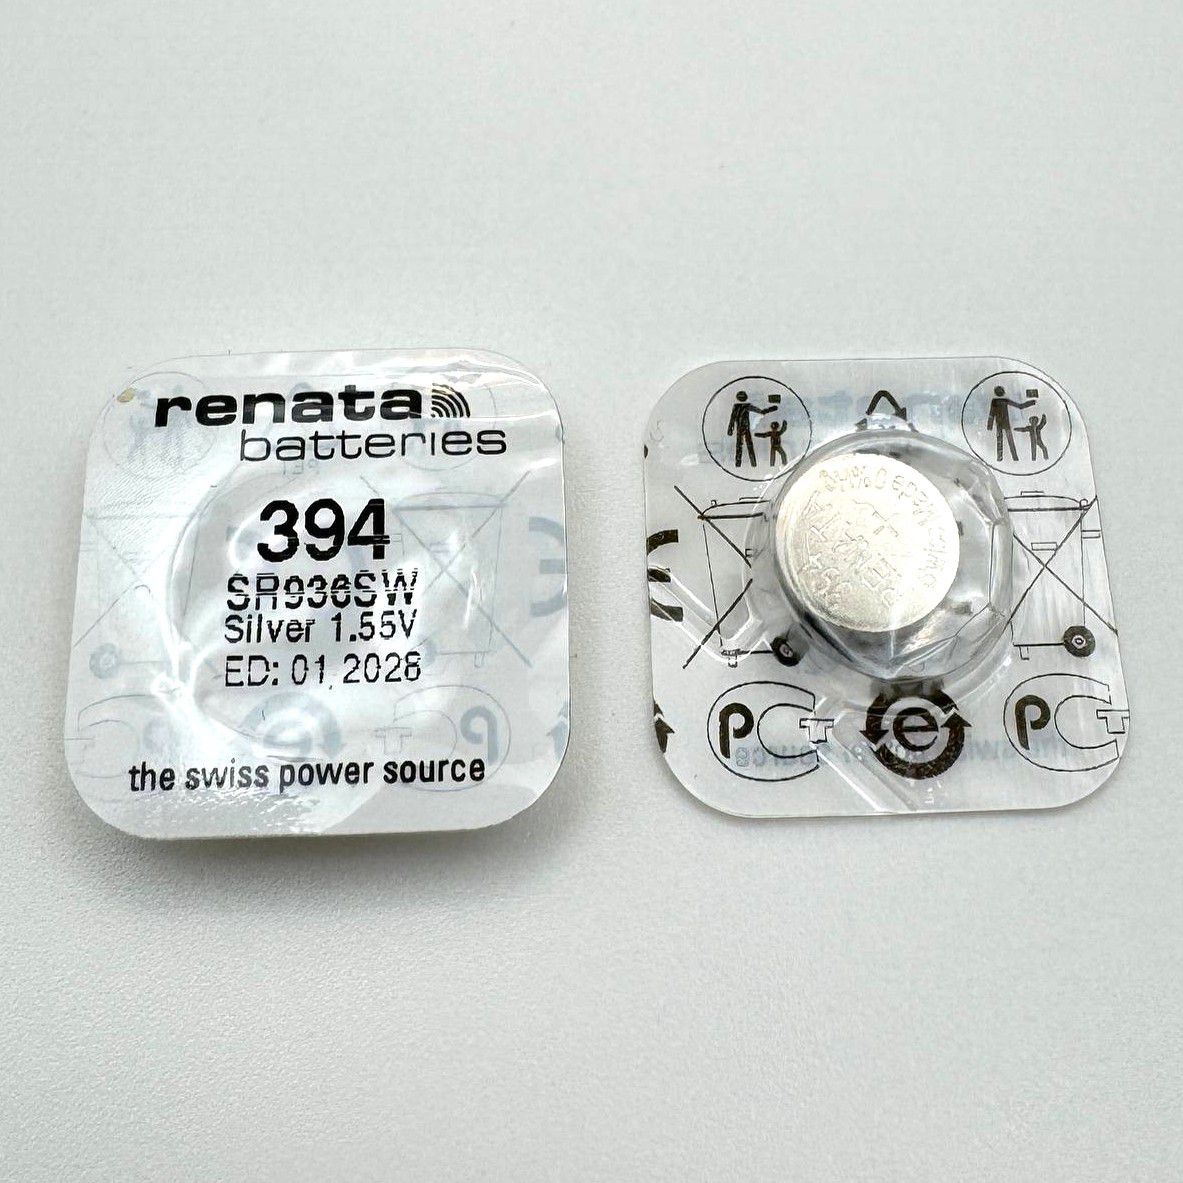 renata
batteries
394
SR936SW
Silver 1.55V
ED: 01 2028
the swiss power source